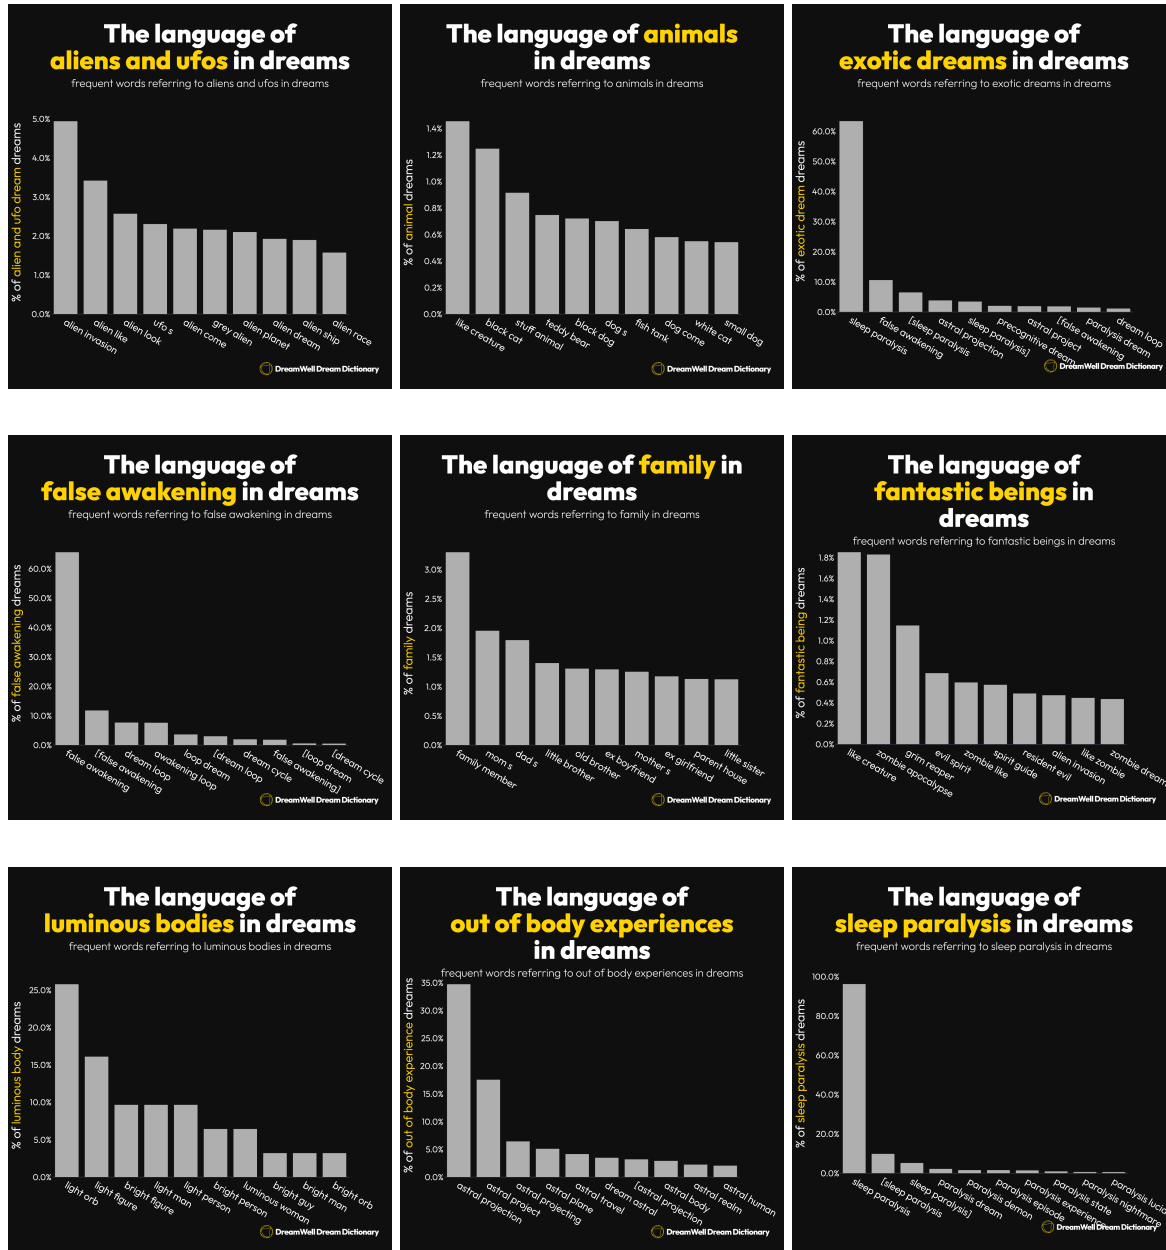 The language of
aliens and ufos in dreams
frequent words referring to aliens and ufos in dreams
% of alien and ufo dream dreams
5.0%
4.0%
3.0%
2.0%
1.0%
0.0%
alien invasion
alien like
alien look
ufo s
alien come
grey alien
alien planet
alien dream
alien ship
alien race
DreamWell Dream Dictionary
The language of animals
in dreams
frequent words referring to animals in dreams
% of animal dreams
1.4%
1.2%
1.0%
0.8%
0.6%
0.4%
0.2%
0.0%
like creature
black cat
stuff animal
teddy bear
black dog
dog s
fish tank
dog come
white cat
small dog
DreamWell Dream Dictionary
The language of
exotic dreams in dreams
frequent words referring to exotic dreams in dreams
% of exotic dream dreams
60.0%
50.0%
40.0%
30.0%
20.0%
10.0%
0.0%
sleep paralysis
false awakening
[sleep paralysis
astral projection
sleep paralysis]
precognitive dream
astral project
[false awakening
paralysis dream
dream loop
DreamWell Dream Dictionary
The language of
false awakening in dreams
frequent words referring to false awakening in dreams
% of false awakening dreams
60.0%
50.0%
40.0%
30.0%
20.0%
10.0%
0.0%
false awakening
[false awakening
dream loop
awakening loop
loop dream
[dream loop
dream cycle
false awakening]
[loop dream
[dream cycle
DreamWell Dream Dictionary
The language of family in
dreams
frequent words referring to family in dreams
% of family dreams
3.0%
2.5%
2.0%
1.5%
1.0%
0.5%
0.0%
family member
mom s
dad s
little brother
old brother
ex boyfriend
mother s
ex girlfriend
parent house
little sister
DreamWell Dream Dictionary
The language of
fantastic beings in
dreams
frequent words referring to fantastic beings in dreams
% of fantastic being dreams
1.8%
1.6%
1.4%
1.2%
1.0%
0.8%
0.6%
0.4%
0.2%
0.0%
like creature
zombie apocalypse
grim reaper
evil spirit
zombie like
spirit guide
resident evil
alien invasion
like zombie
zombie dream
DreamWell Dream Dictionary
The language of
luminous bodies in dreams
frequent words referring to luminous bodies in dreams
% of luminous body dreams
25.0%
20.0%
15.0%
10.0%
5.0%
0.0%
light orb
light figure
bright figure
light man
light person
bright person
luminous woman
bright guy
bright man
bright orb
DreamWell Dream Dictionary
The language of
out of body experiences
in dreams
frequent words referring to out of body experiences in dreams
% of out of body experience dreams
35.0%
30.0%
25.0%
20.0%
15.0%
10.0%
5.0%
0.0%
astral projection
astral project
astral projecting
astral plane
astral travel
dream astral
[astral projection
astral body
astral realm
astral human
DreamWell Dream Dictionary
The language of
sleep paralysis in dreams
frequent words referring to sleep paralysis in dreams
% of sleep paralysis dreams
100.0%
80.0%
60.0%
40.0%
20.0%
0.0%
sleep paralysis
[sleep paralysis
sleep paralysis]
paralysis dream
paralysis demon
paralysis episode
paralysis experience
paralysis state
paralysis nightmare
paralysis lucid
DreamWell Dream Dictionary